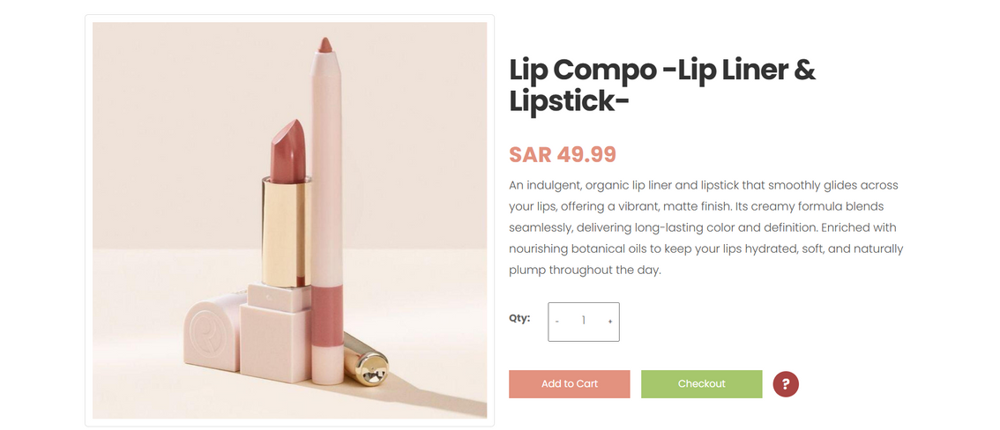 Lip Compo -Lip Liner &
Lipstick-
SAR 49.99
An indulgent, organic lip liner and lipstick that smoothly glides across
your lips, offering a vibrant, matte finish. Its creamy formula blends
seamlessly, delivering long-lasting color and definition. Enriched with
nourishing botanical oils to keep your lips hydrated, soft, and naturally
plump throughout the day.
Qty: - 1 +
Add to Cart Checkout ?